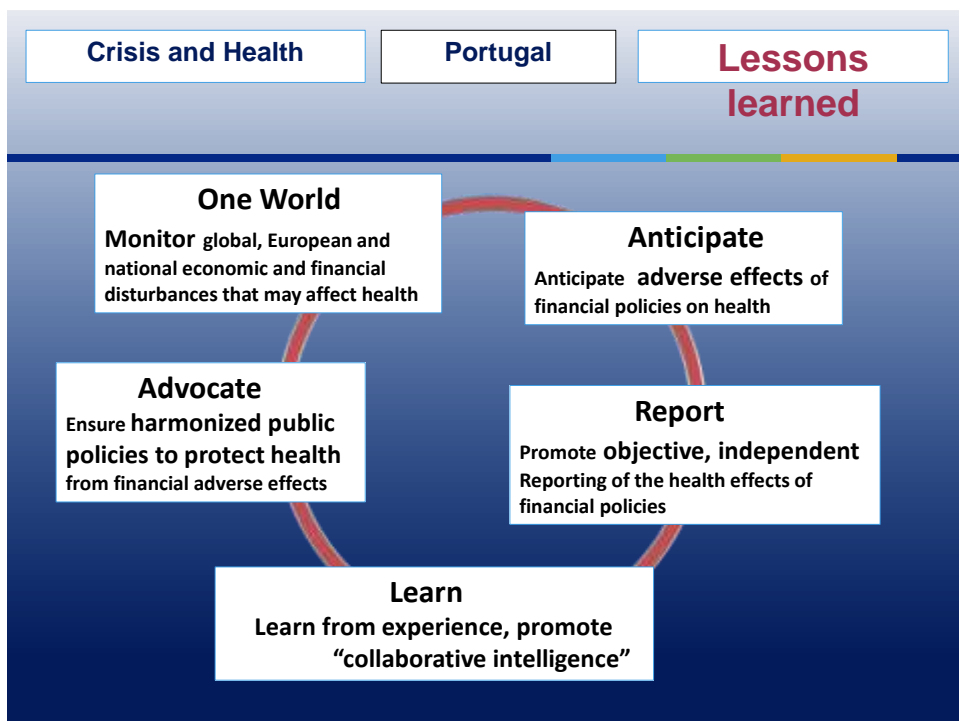 Crisis and Health
Portugal
Lessons
learned
One World
Monitor global, European and
national economic and financial
disturbances that may affect health
Anticipate
Anticipate adverse effects of
financial policies on health
Advocate
Ensure harmonized public
policies to protect health
from financial adverse effects
Report
Promote objective, independent
Reporting of the health effects of
financial policies
Learn
Learn from experience, promote
“collaborative intelligence”